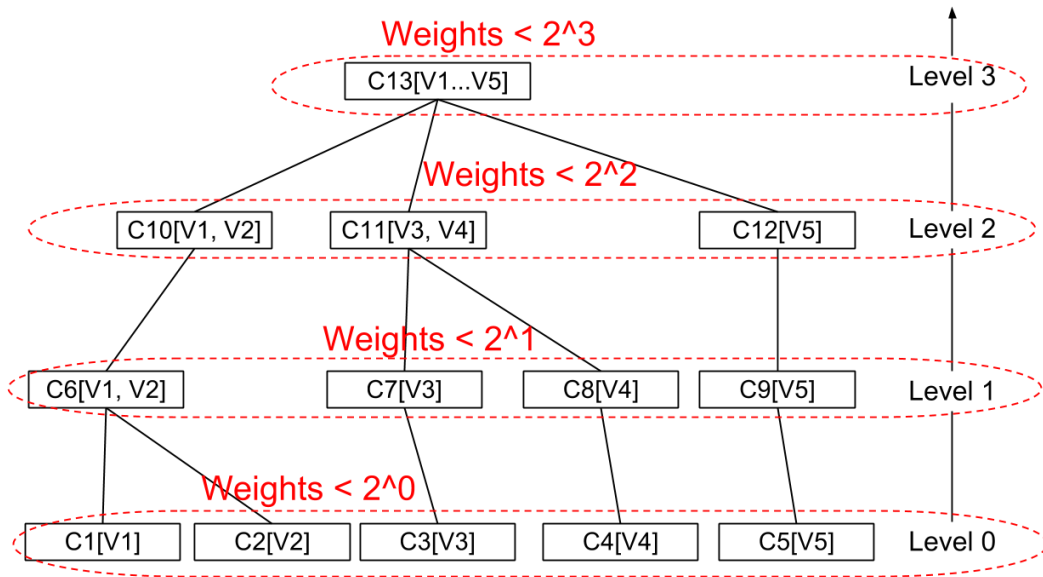 Weights < 2^3
C13[V1...V5]
Level 3
Weights < 2^2
C10[V1, V2]
C11[V3, V4]
C12[V5]
Level 2
Weights < 2^1
C6[V1, V2]
C7[V3]
C8[V4]
C9[V5]
Level 1
Weights < 2^0
C1[V1]
C2[V2]
C3[V3]
C4[V4]
C5[V5]
Level 0